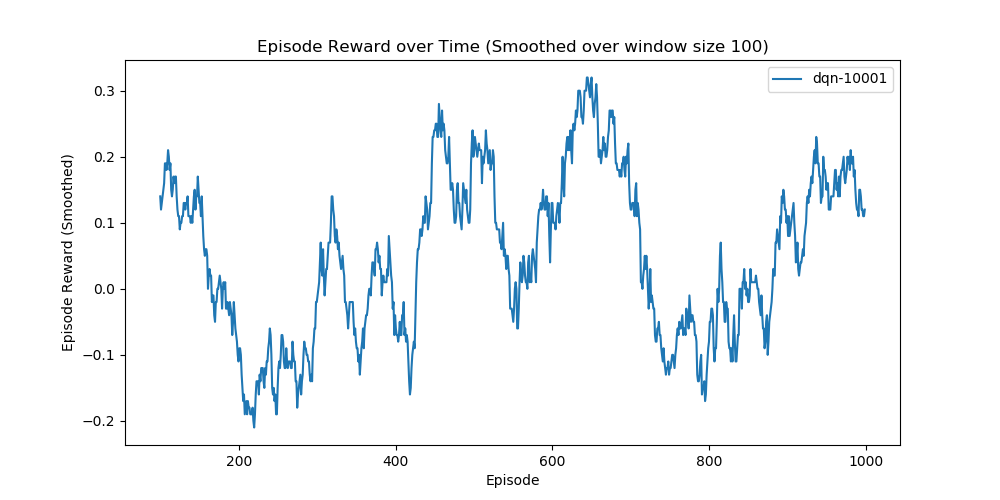 Episode Reward over Time (Smoothed over window size 100)
dqn-10001
Episode Reward (Smoothed)
0.3
0.2
0.1
0.0
−0.1
−0.2
200
400
600
800
1000
Episode